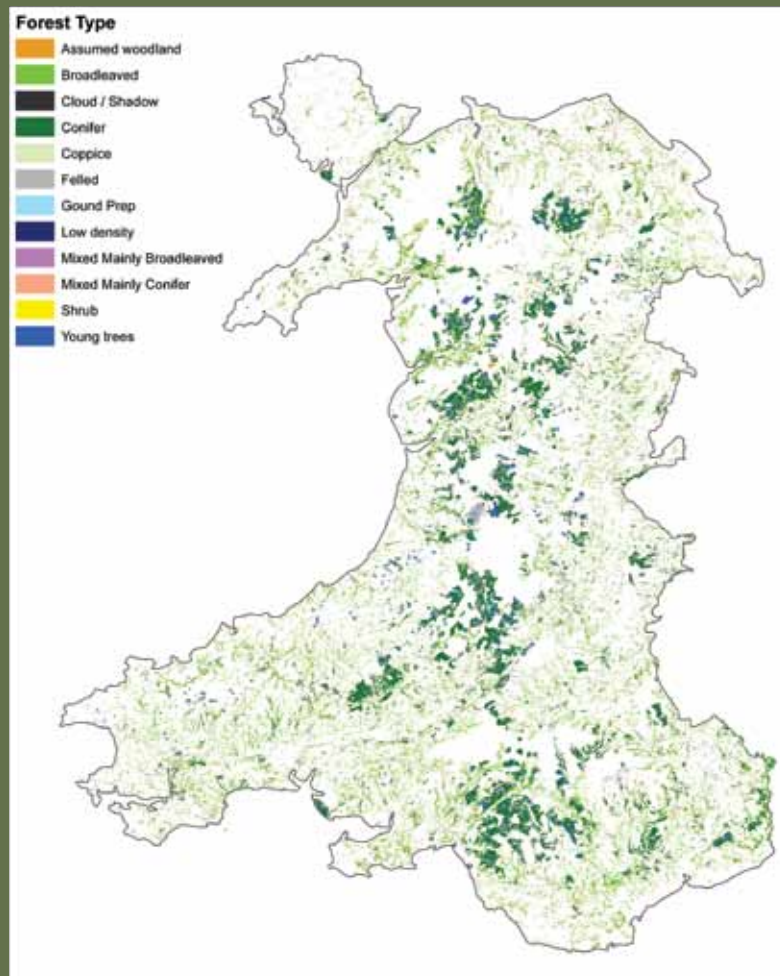 Forest Type
Assumed woodland
Broadleaved
Cloud / Shadow
Conifer
Coppice
Felled
Gound Prep
Low density
Mixed Mainly Broadleaved
Mixed Mainly Conifer
Shrub
Young trees